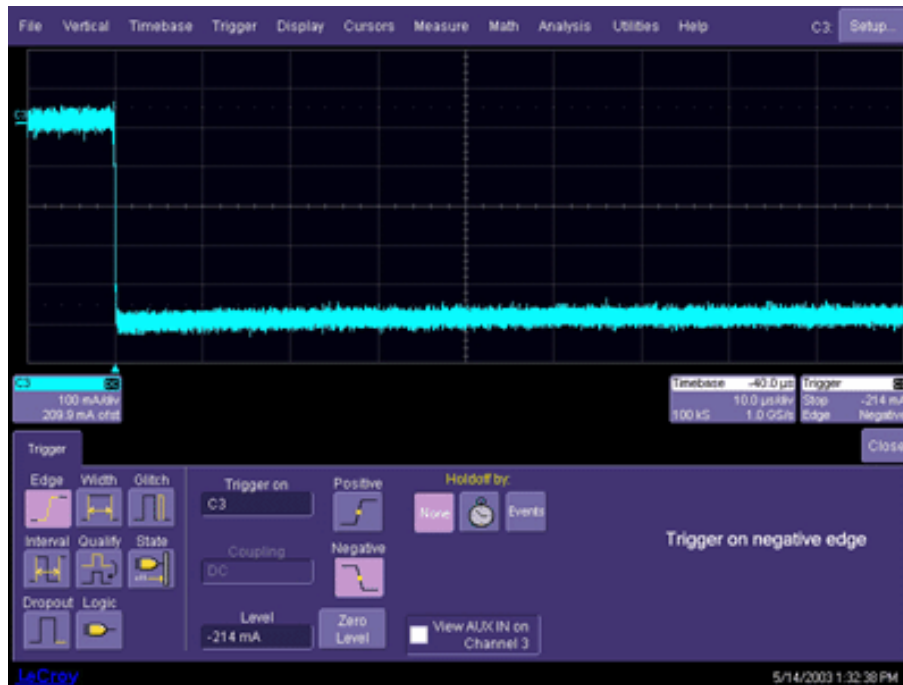 File Vertical Timebase Trigger Display Cursors Measure Math Analysis Utilities Help C3: Setup...
C3
C3 DC
100 mA/div
209.9 mA ofst
Timebase -40.0 µs
10.0 µs/div
100 kS 1.0 GS/s
Trigger
Stop -214 mA
Edge Negative
Trigger
Close
Edge Width Glitch
Interval Qualify State
Dropout Logic
Trigger on
C3
Coupling
DC
Level
-214 mA
Positive
Negative
Zero
Level
Holdoff by:
None Events
View AUX IN on
Channel 3
Trigger on negative edge
LeCroy
5/14/2003 1:32:38 PM